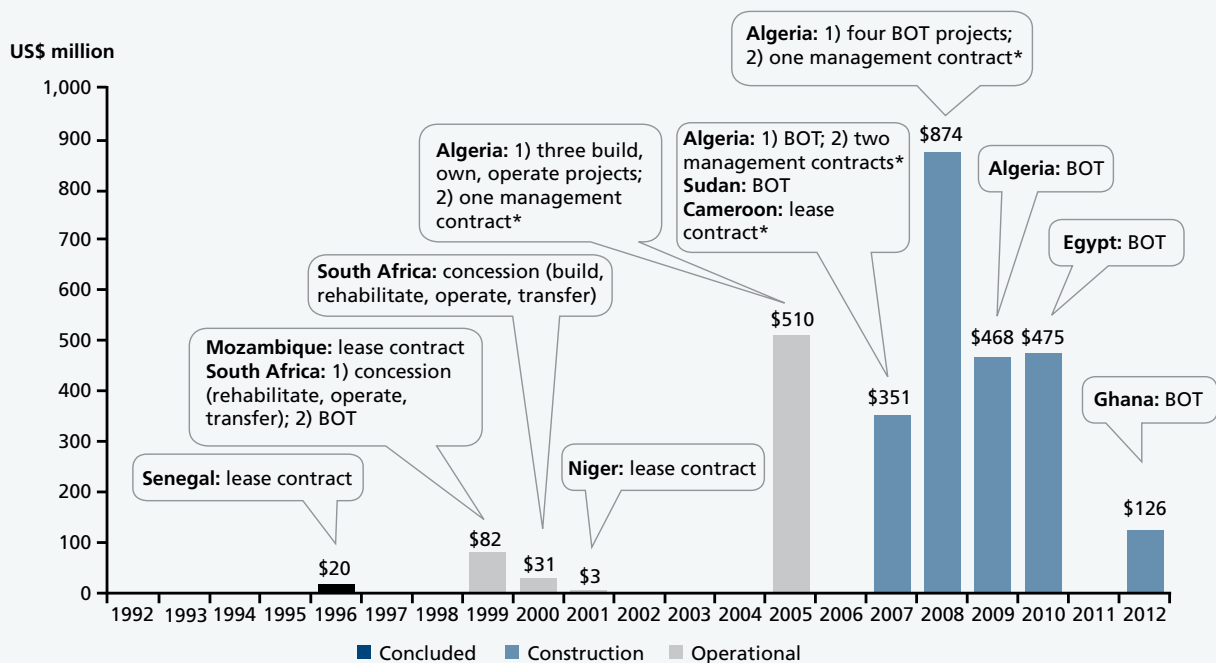 US$ million
1,000
900
800
700
600
500
400
300
200
100
0
Algeria: 1) four BOT projects;
2) one management contract*
Algeria: 1) three build,
own, operate projects;
2) one management
contract*
Algeria: 1) BOT; 2) two
management contracts*
Sudan: BOT
Cameroon: lease
contract*
Algeria: BOT
Egypt: BOT
South Africa: concession (build,
rehabilitate, operate, transfer)
Mozambique: lease contract
South Africa: 1) concession
(rehabilitate, operate,
transfer); 2) BOT
Ghana: BOT
Senegal: lease contract
Niger: lease contract
$20
$82
$31
$3
$510
$351
$874
$468
$475
$126
1992 1993 1994 1995 1996 1997 1998 1999 2000 2001 2002 2003 2004 2005 2006 2007 2008 2009 2010 2011 2012
Concluded Construction Operational